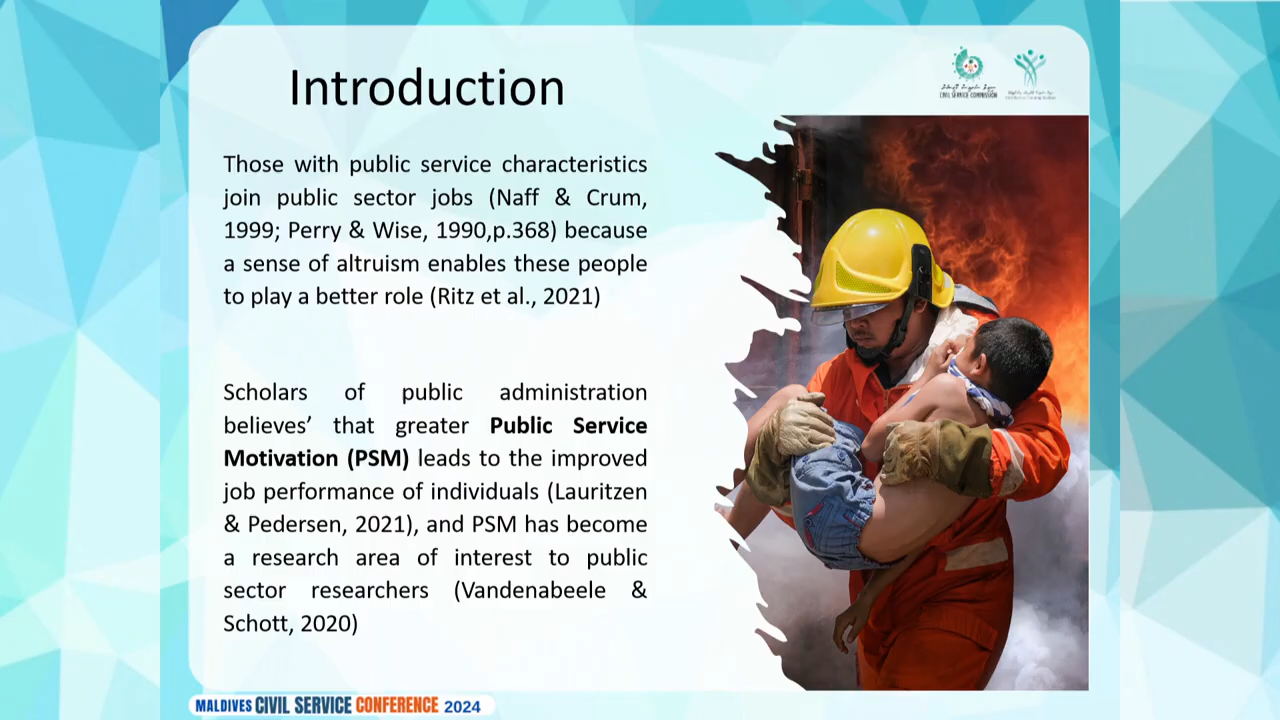 Introduction
CIVIL SERVICE COMMISSION
Those with public service characteristics
join public sector jobs (Naff & Crum,
1999; Perry & Wise, 1990,p.368) because
a sense of altruism enables these people
to play a better role (Ritz et al., 2021)
Scholars of public administration
believes’ that greater Public Service
Motivation (PSM) leads to the improved
job performance of individuals (Lauritzen
& Pedersen, 2021), and PSM has become
a research area of interest to public
sector researchers (Vandenabeele &
Schott, 2020)
MALDIVES CIVIL SERVICE CONFERENCE 2024